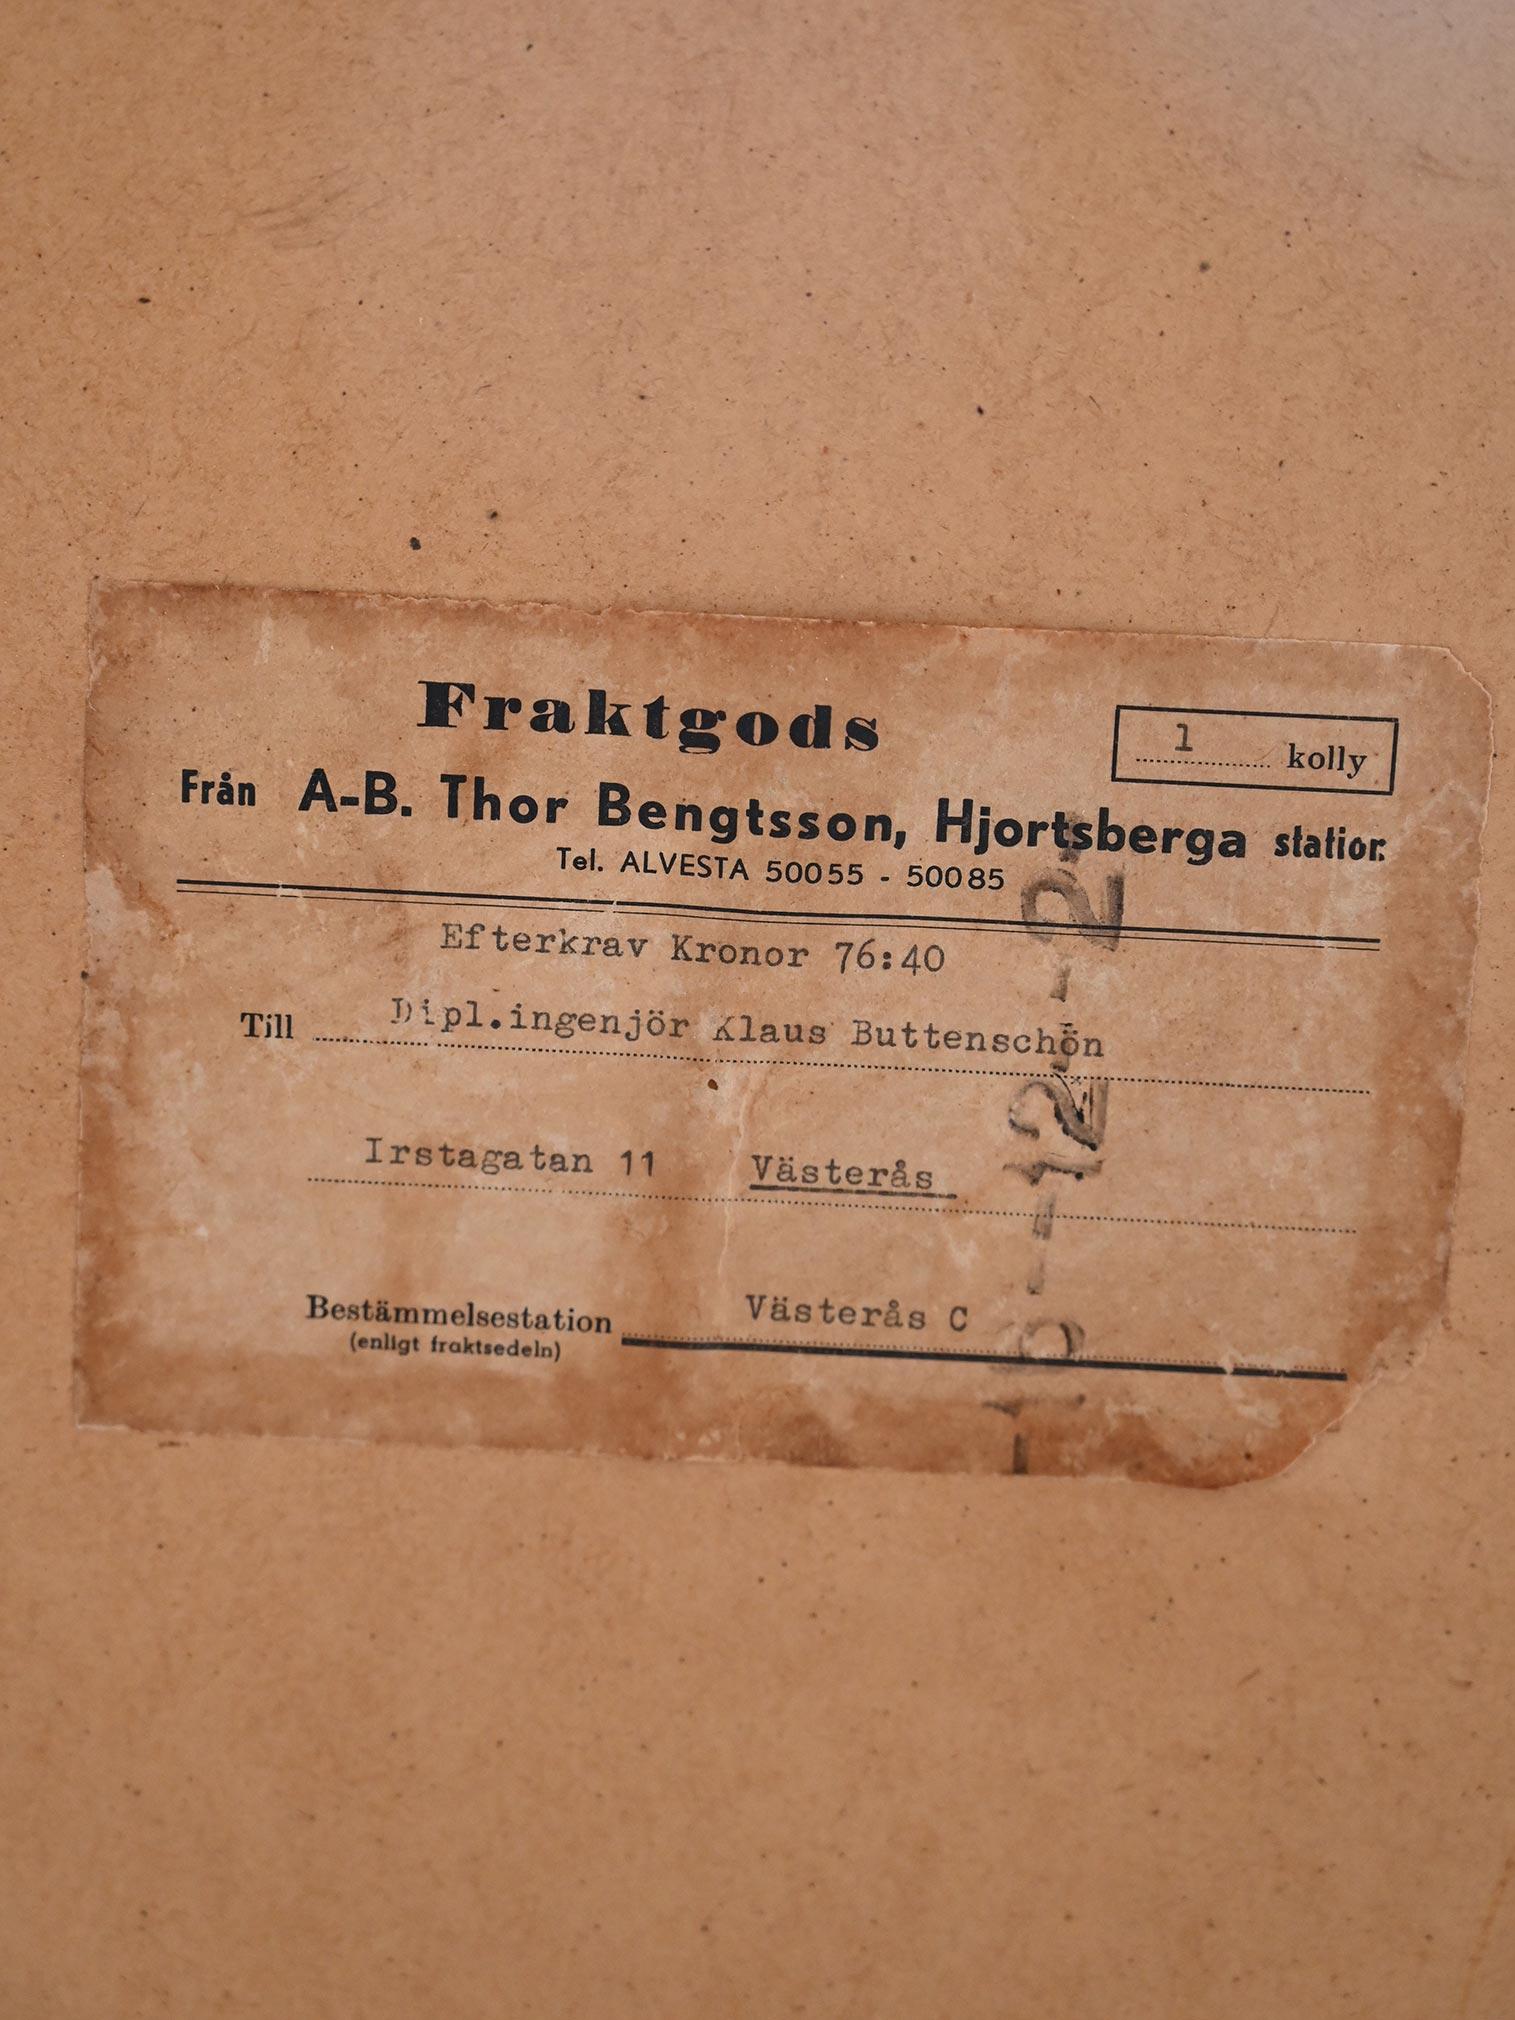 Fraktgods
1 kolly
Från A-B. Thor Bengtsson, Hjortsberga station
Tel. ALVESTA 50055 - 50085
Efterkrav Kronor 76:40
Till Dipl.ingenjör Klaus Buttenschön
Irstagatan 11 Västerås
Bestämmelsestation Västerås C
(enligt fraktsedeln)